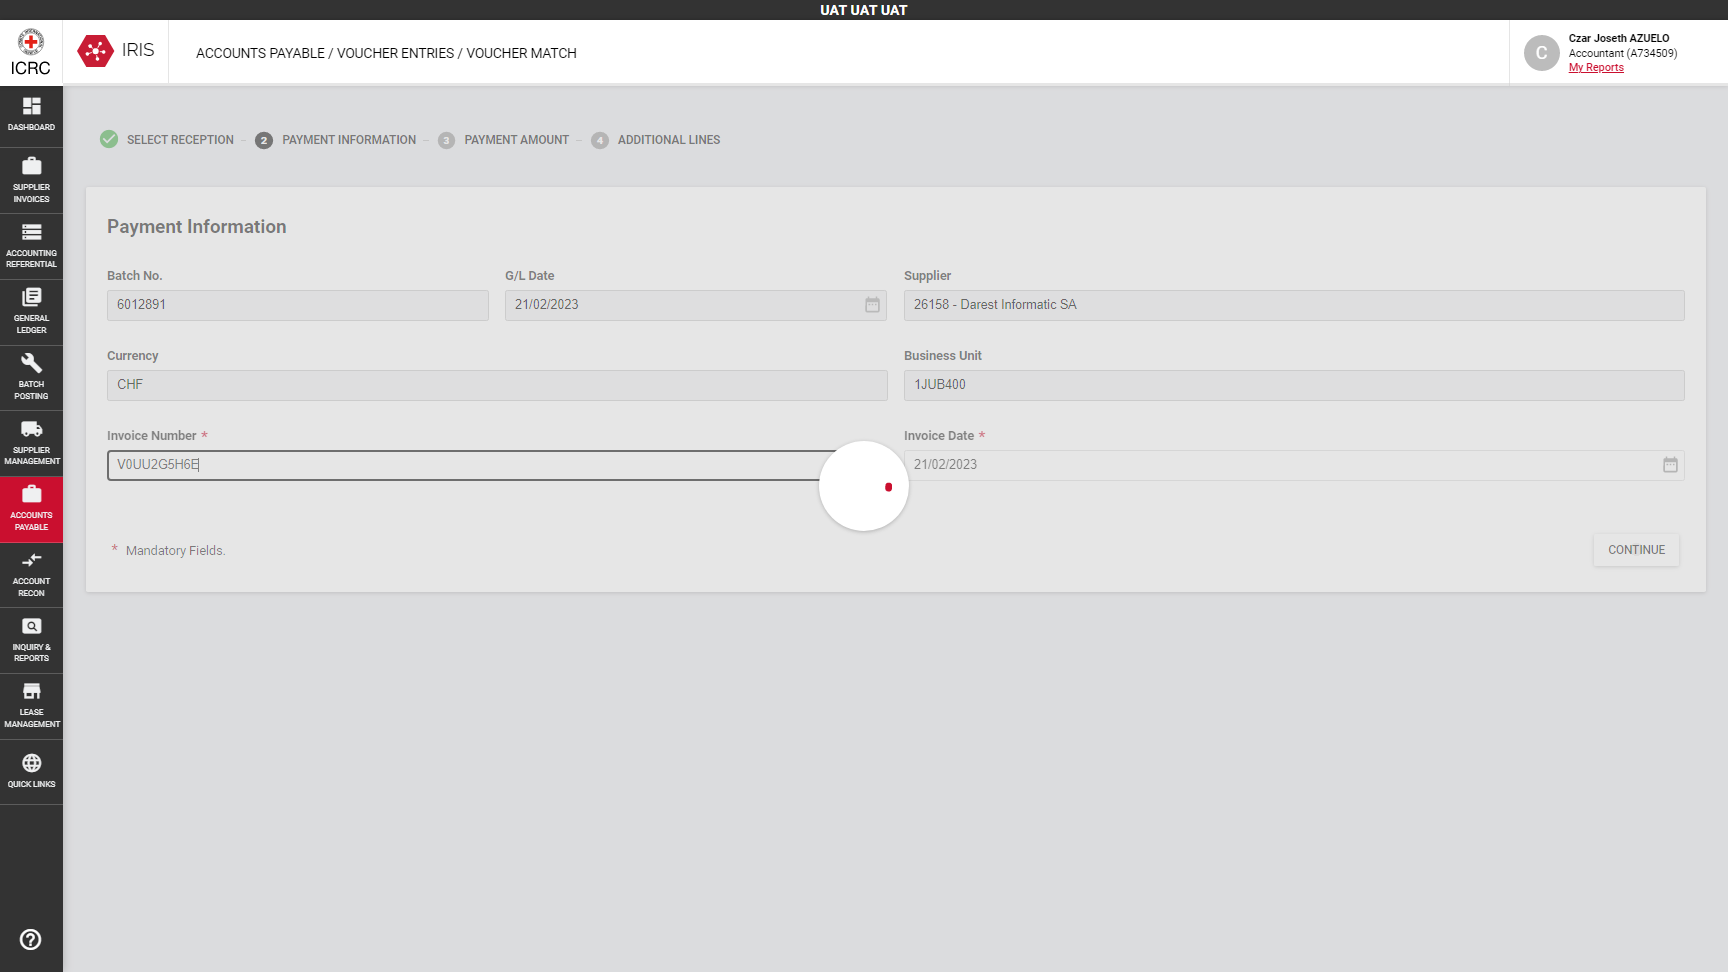 UAT UAT UAT
ICRC
IRIS
ACCOUNTS PAYABLE / VOUCHER ENTRIES / VOUCHER MATCH
C
Czar Joseth AZUELO
Accountant (A734509)
My Reports
DASHBOARD
SUPPLIER
INVOICES
ACCOUNTING
REFERENTIAL
GENERAL
LEDGER
BATCH
POSTING
SUPPLIER
MANAGEMENT
ACCOUNTS
PAYABLE
ACCOUNT
RECON
INQUIRY &
REPORTS
LEASE
MANAGEMENT
QUICK LINKS
SELECT RECEPTION – 2 PAYMENT INFORMATION – 3 PAYMENT AMOUNT – 4 ADDITIONAL LINES
Payment Information
Batch No. G/L Date Supplier
6012891 21/02/2023 26158 - Darest Informatic SA
Currency Business Unit
CHF 1JUB400
Invoice Number * Invoice Date *
V0UU2G5H6E 21/02/2023
* Mandatory Fields.
CONTINUE